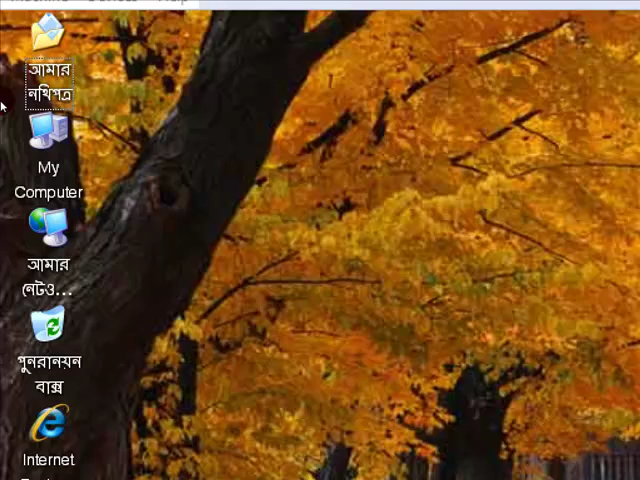 আমার
নথিপত্র
My
Computer
আমার
নেটও...
পুনরানয়ন
বাক্স
Internet